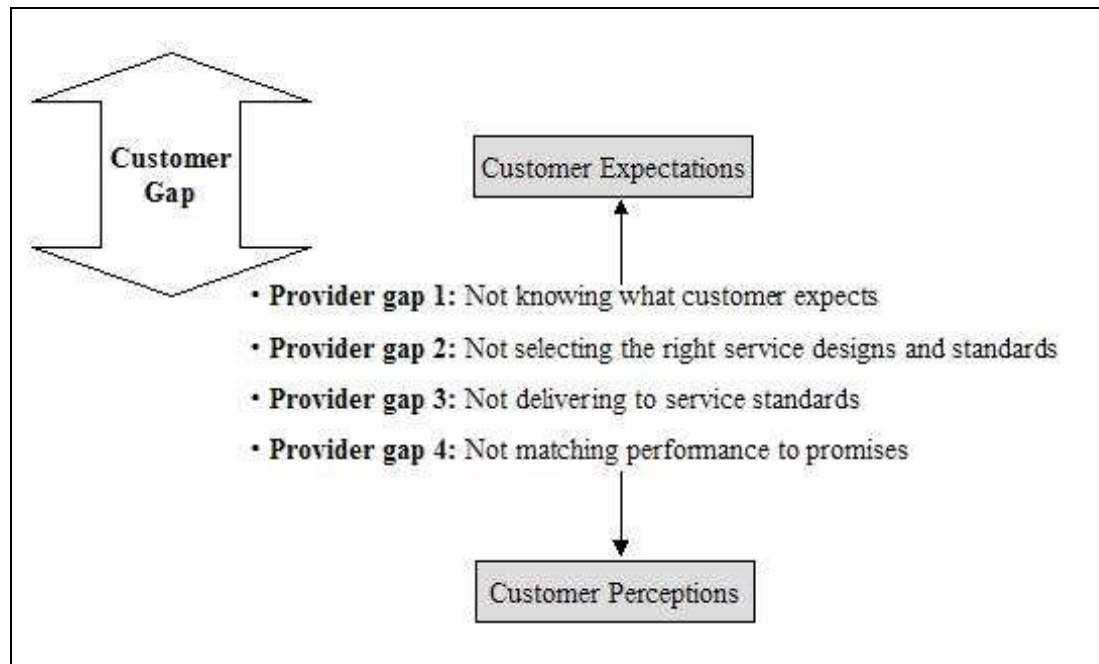 Customer
Gap
Customer Expectations
• Provider gap 1: Not knowing what customer expects
• Provider gap 2: Not selecting the right service designs and standards
• Provider gap 3: Not delivering to service standards
• Provider gap 4: Not matching performance to promises
Customer Perceptions